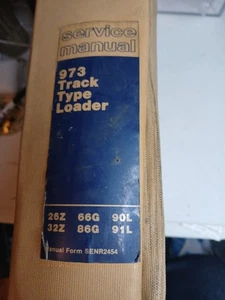 service
manual
973
Track
Type
Loader
26Z 66G 90L
32Z 86G 91L
Manual Form SENR2454